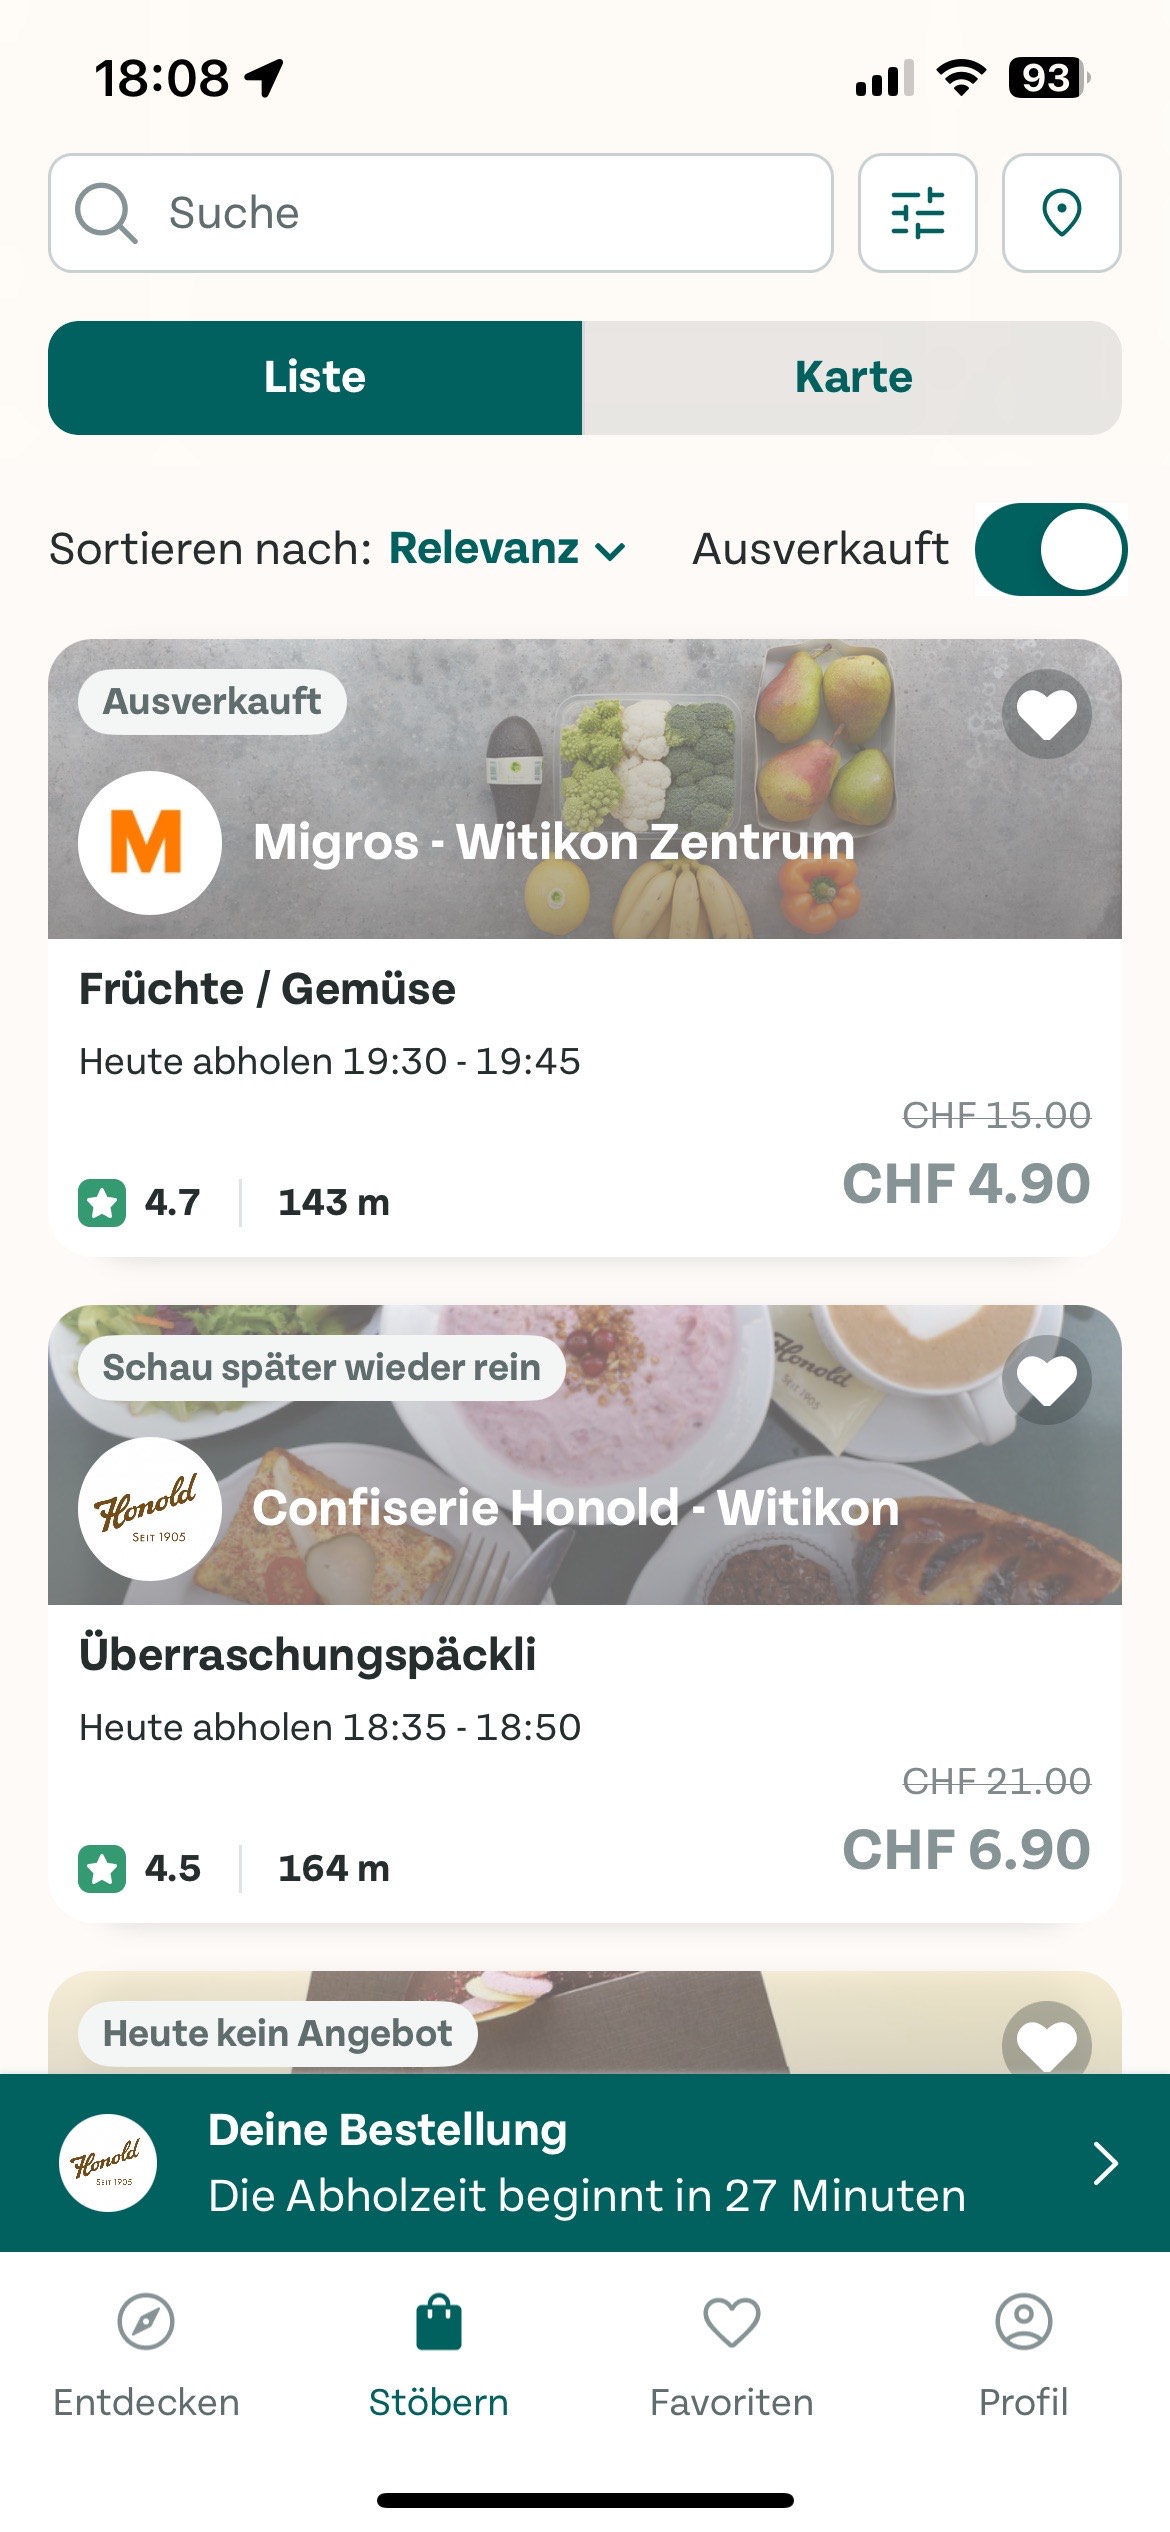 18:08
93
Suche
Liste
Karte
Sortieren nach: Relevanz
Ausverkauft
Ausverkauft
M
Migros - Witikon Zentrum
Früchte / Gemüse
Heute abholen 19:30 - 19:45
CHF 15.00
CHF 4.90
4.7
143 m
Schau später wieder rein
Honold
SEIT 1905
Honold
SEIT 1905
Confiserie Honold - Witikon
Überraschungspäckli
Heute abholen 18:35 - 18:50
CHF 21.00
CHF 6.90
4.5
164 m
Heute kein Angebot
Honold
SEIT 1905
Deine Bestellung
Die Abholzeit beginnt in 27 Minuten
Entdecken
Stöbern
Favoriten
Profil